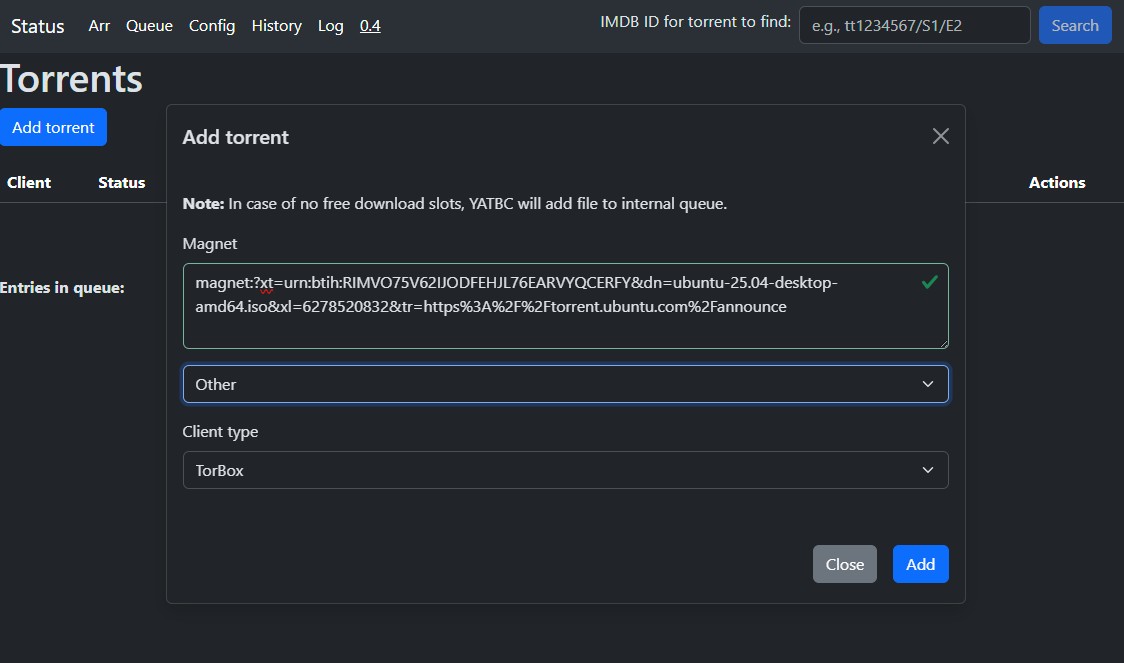 Status Arr Queue Config History Log 0.4 IMDB ID for torrent to find: e.g., tt1234567/S1/E2 Search
Torrents
Add torrent
Add torrent
Client Status Actions
Note: In case of no free download slots, YATBC will add file to internal queue.
Magnet
magnet:?xt=urn:btih:RIMVO75V62IJODFEHJL76EARVYQCERFY&dn=ubuntu-25.04-desktop-
amd64.iso&xl=6278520832&tr=https%3A%2F%2Ftorrent.ubuntu.com%2Fannounce
Entries in queue:
Other
Client type
TorBox
Close Add